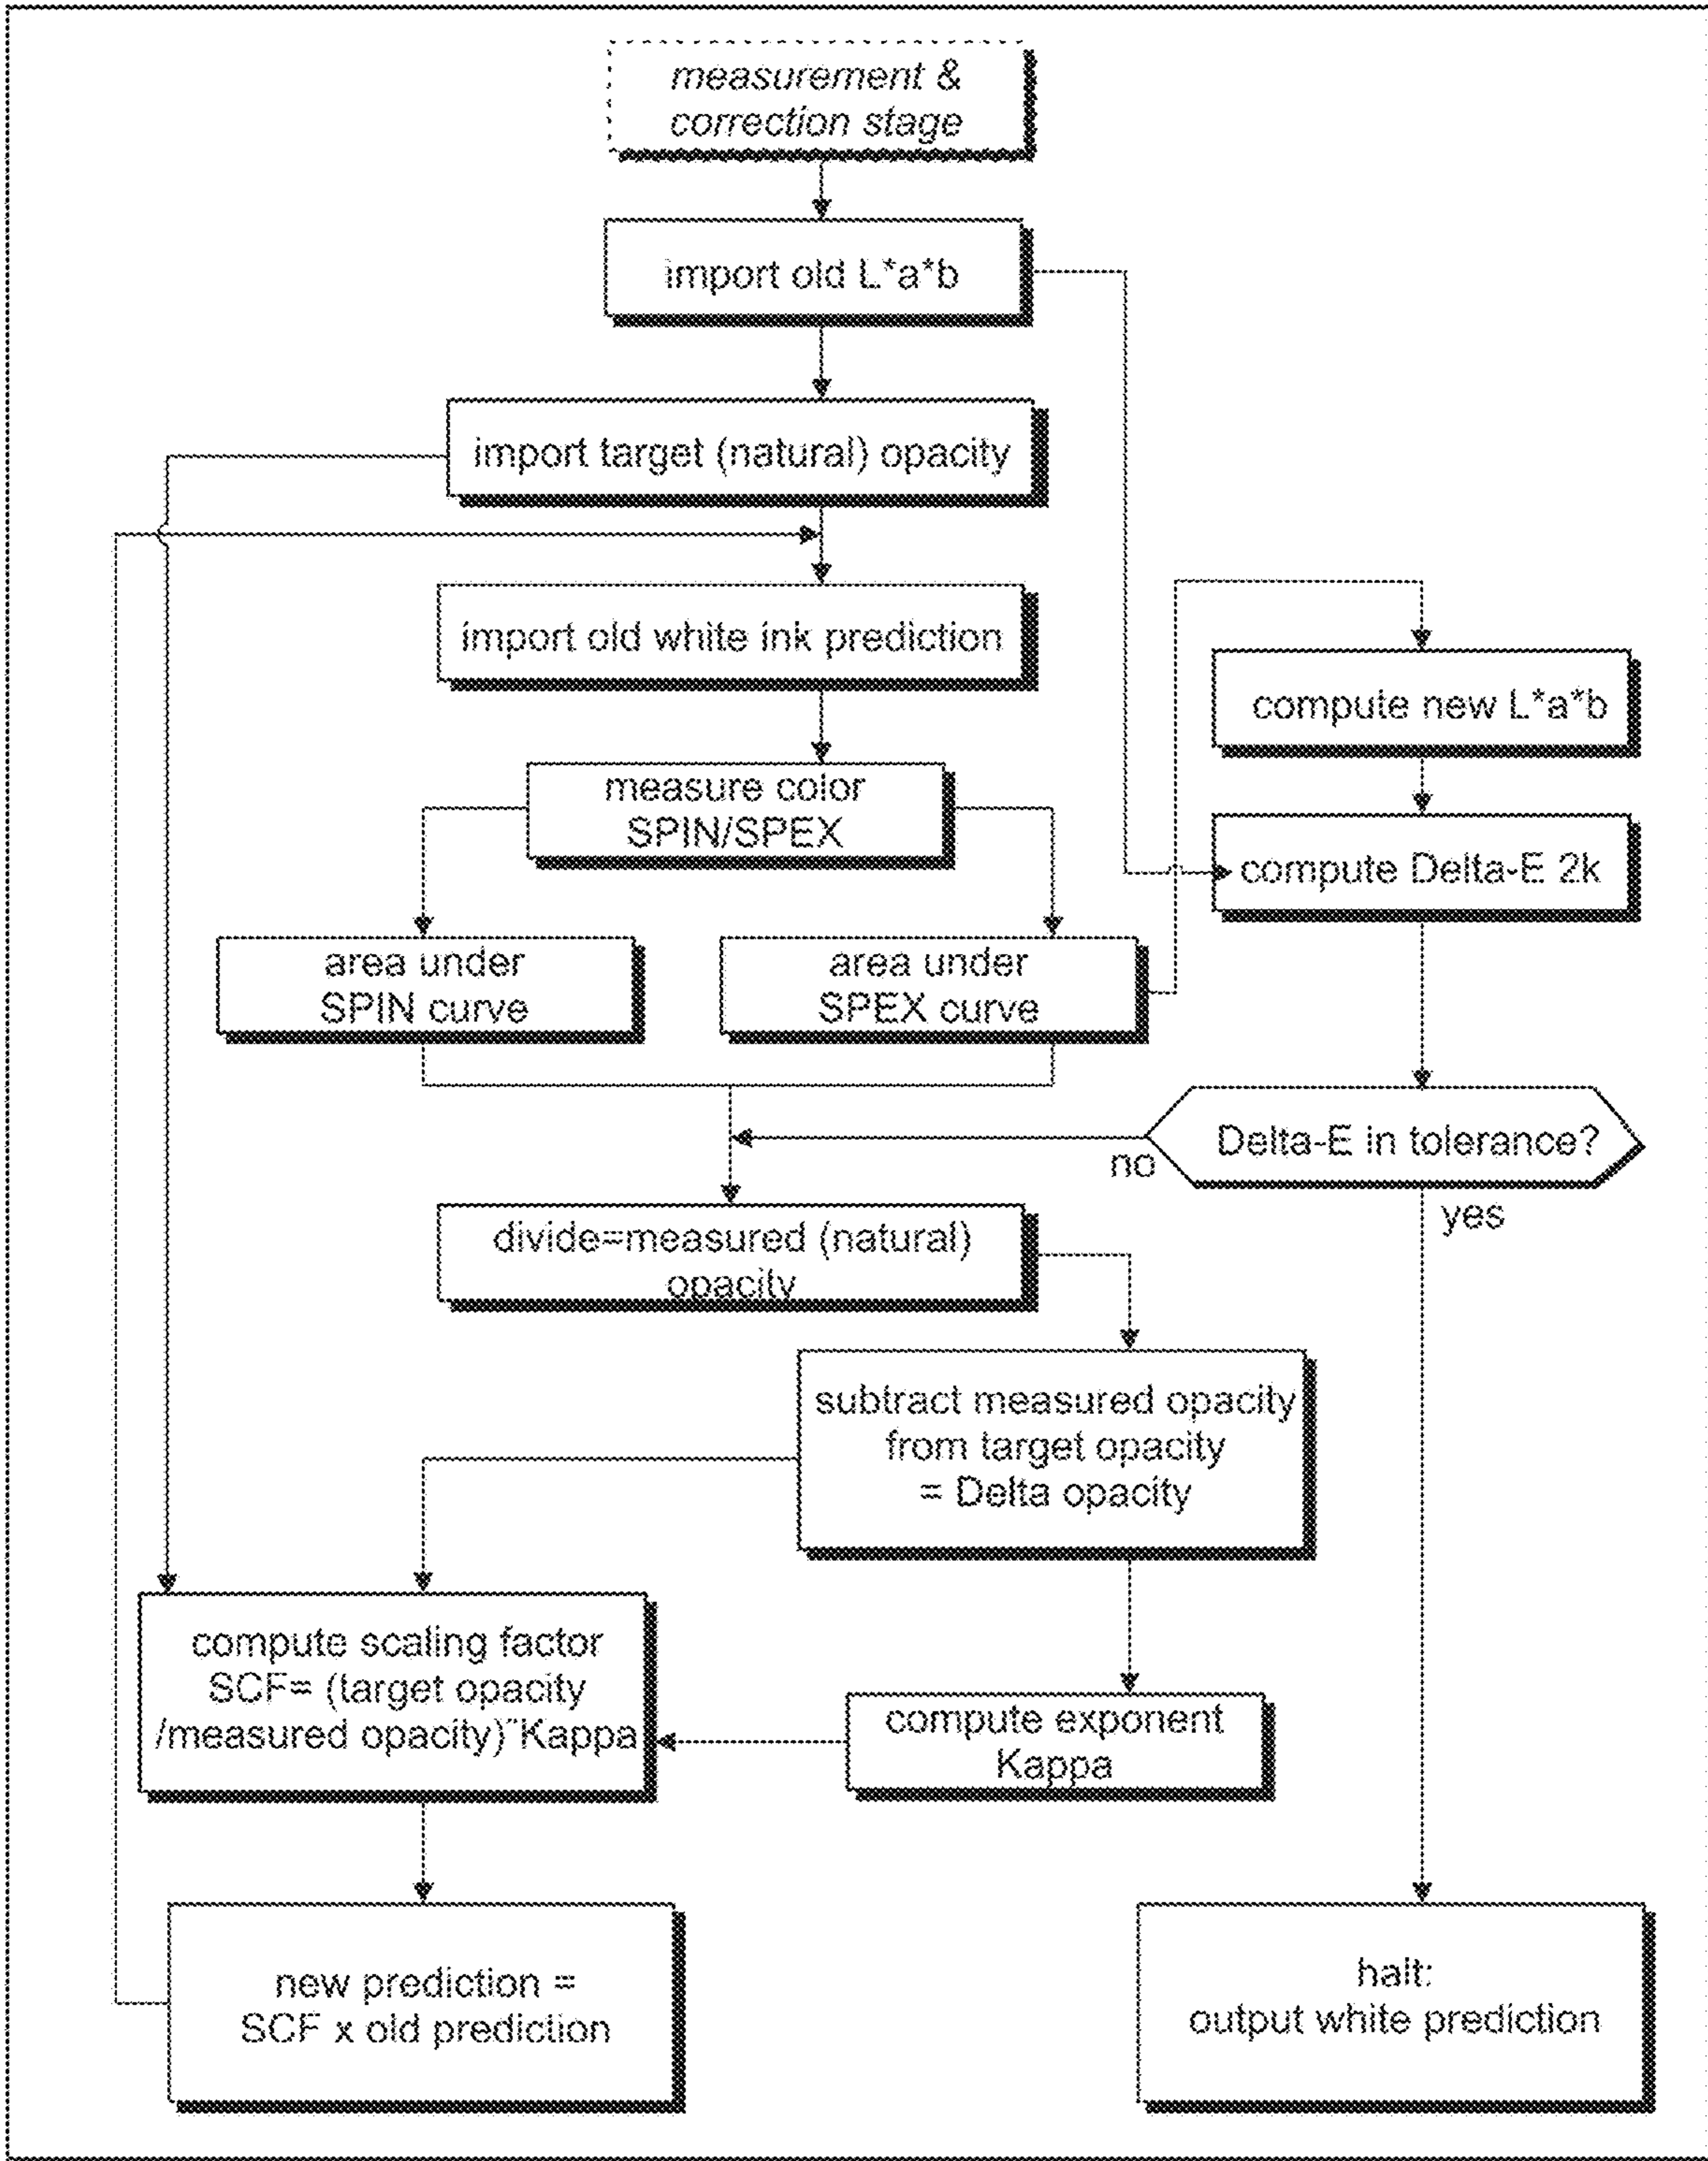 measurement &
correction stage
import old L*a*b
import target (natural) opacity
import old white ink prediction
compute new L*a*b
measure color
SPIN/SPEX
compute Delta-E 2k
area under
SPIN curve
area under
SPEX curve
Delta-E in tolerance?
no
yes
divide=measured (natural)
opacity
subtract measured opacity
from target opacity
= Delta opacity
compute scaling factor
SCF= (target opacity
/measured opacity)¨Kappa
compute exponent
Kappa
new prediction =
SCF x old prediction
halt:
output white prediction